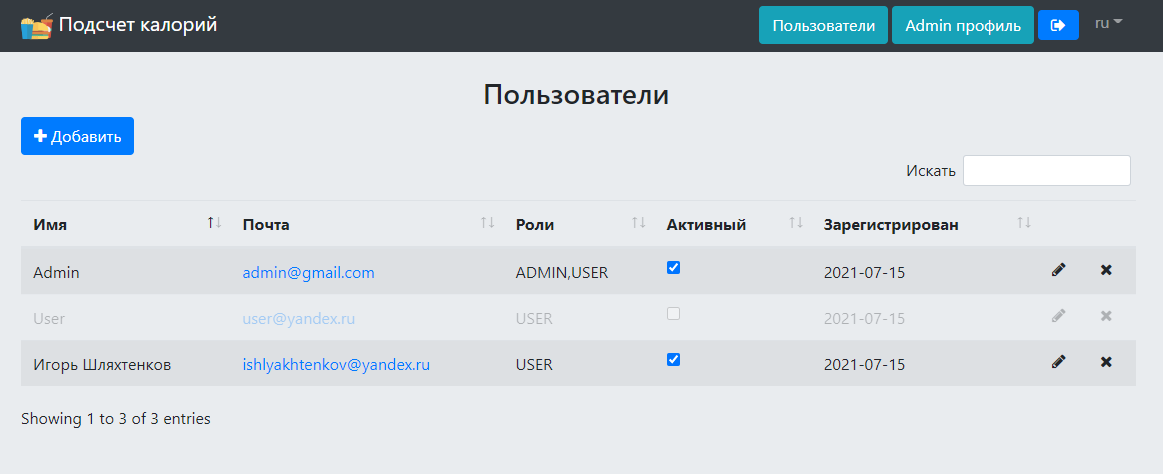 Подсчет калорий Пользователи Admin профиль ru
Пользователи
Добавить
Искать
Имя Почта Роли Активный Зарегистрирован
Admin admin@gmail.com ADMIN,USER 2021-07-15
User user@yandex.ru USER 2021-07-15
Игорь Шляхтенков ishlyakhtenkov@yandex.ru USER 2021-07-15
Showing 1 to 3 of 3 entries